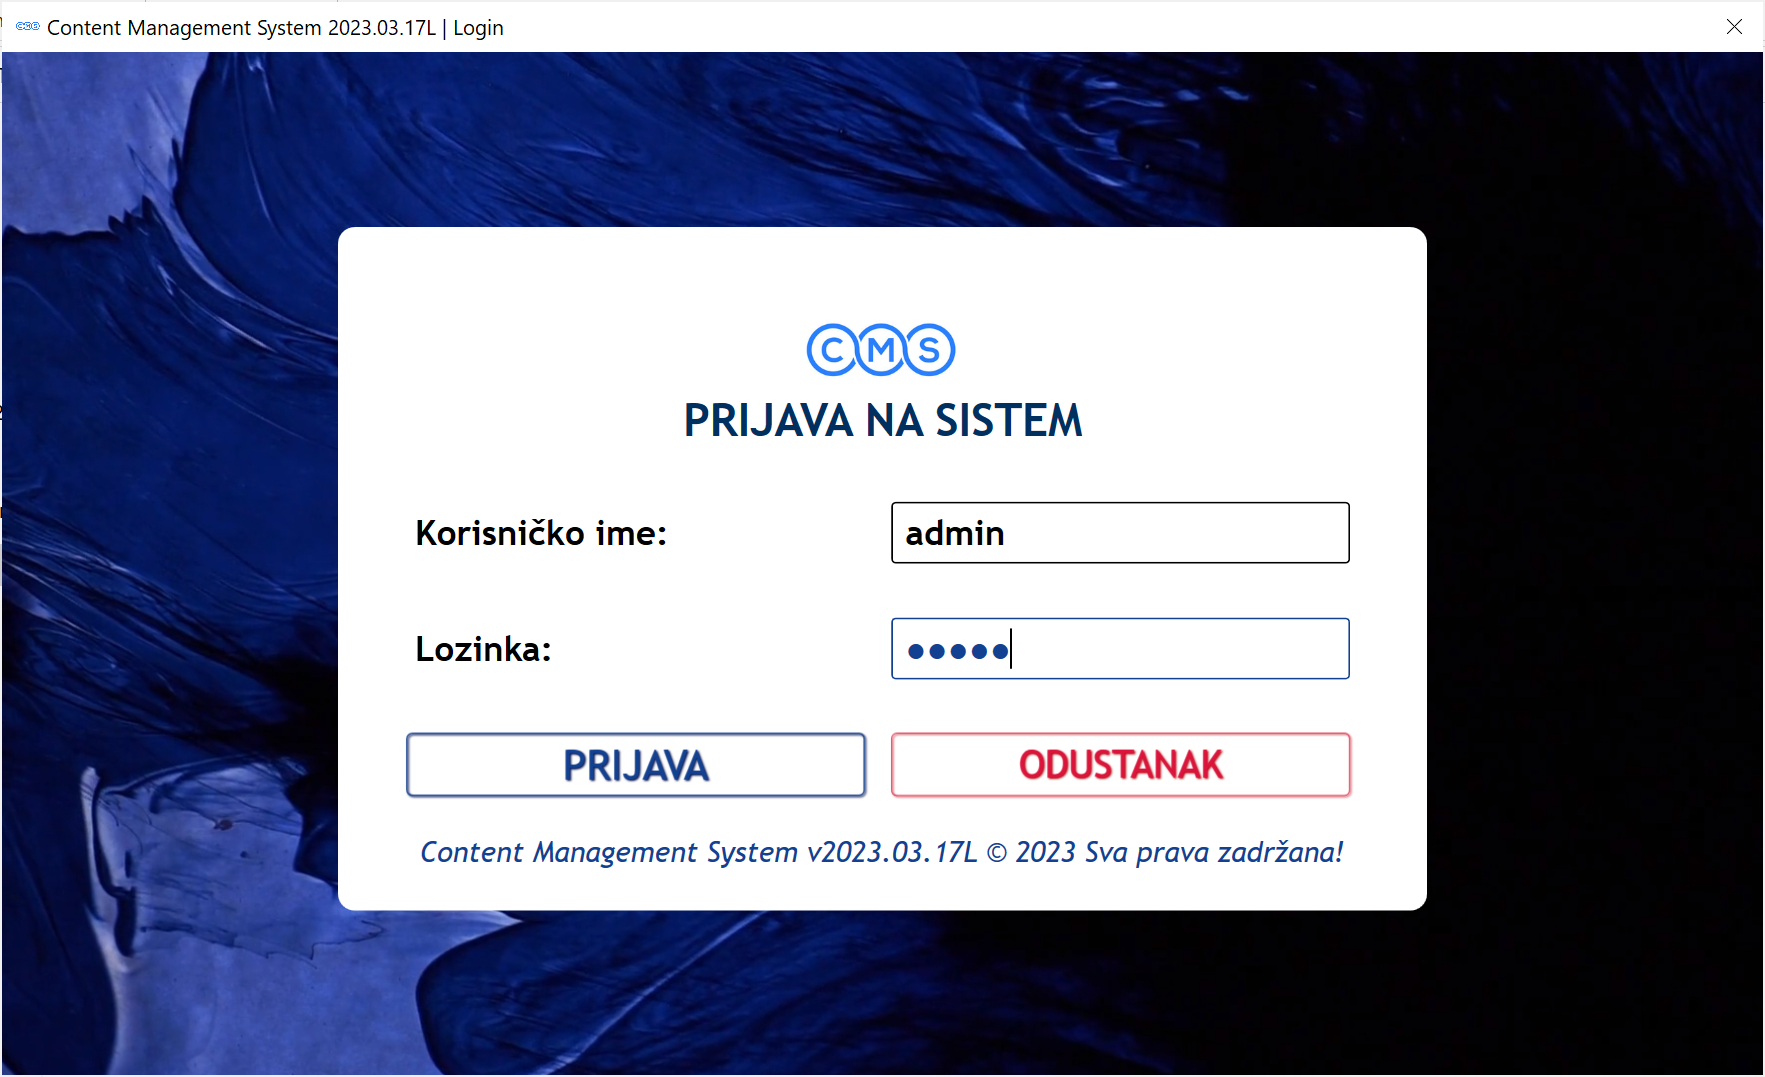 CMS Content Management System 2023.03.17L | Login
CMS
PRIJAVA NA SISTEM
Korisničko ime: admin
Lozinka: ●●●●●
PRIJAVA ODUSTANAK
Content Management System v2023.03.17L © 2023 Sva prava zadržana!